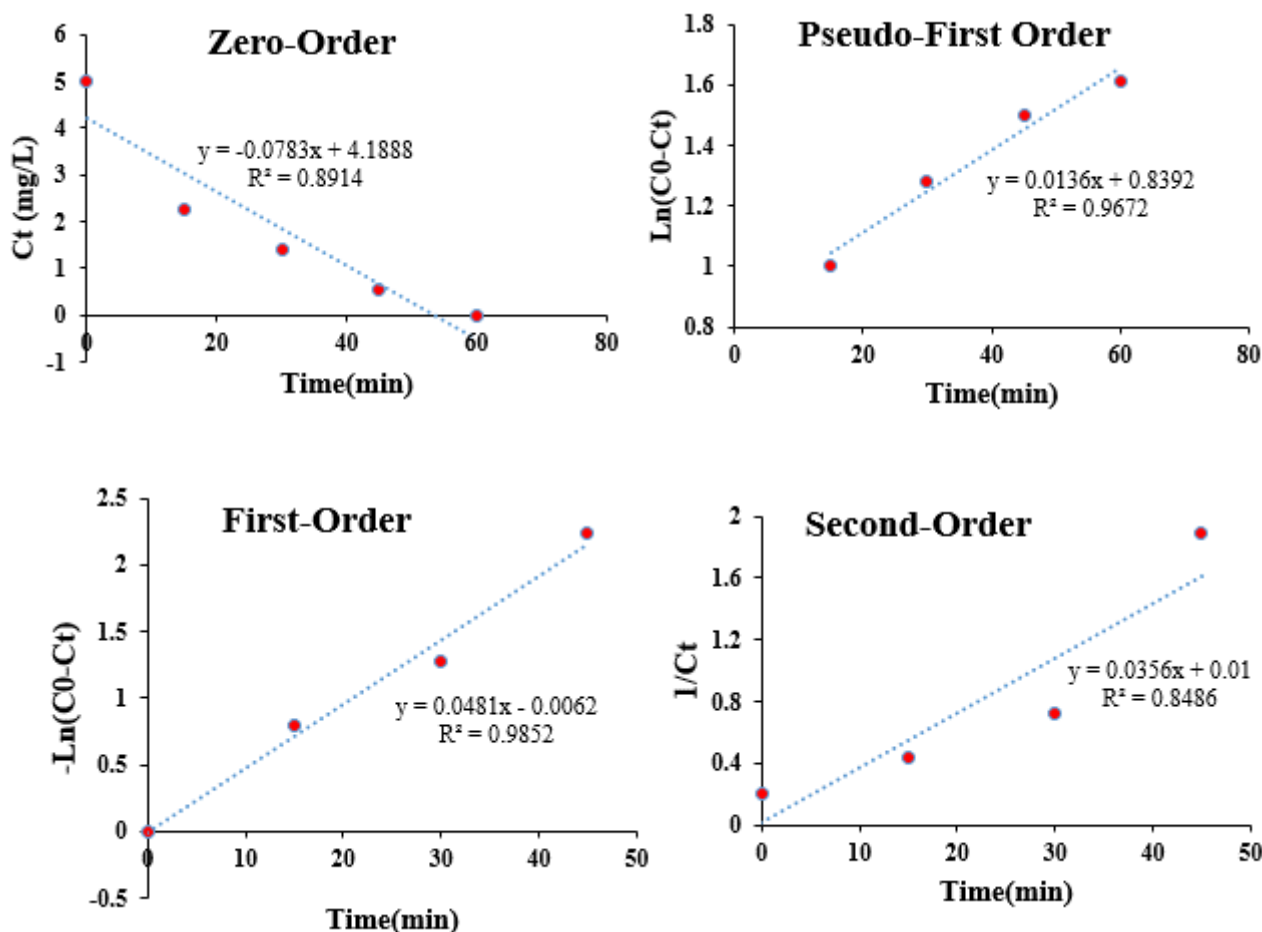 Zero-Order
6
5
4
3
2
1
0
-1
0
20
40
60
80
y = -0.0783x + 4.1888
R² = 0.8914
Ct (mg/L)
Time(min)
Pseudo-First Order
1.8
1.6
1.4
1.2
1
0.8
0
20
40
60
80
y = 0.0136x + 0.8392
R² = 0.9672
Ln(C0-Ct)
Time(min)
First-Order
2.5
2
1.5
1
0.5
0
-0.5
0
10
20
30
40
50
y = 0.0481x - 0.0062
R² = 0.9852
-Ln(C0-Ct)
Time(min)
Second-Order
2
1.6
1.2
0.8
0.4
0
0
10
20
30
40
50
y = 0.0356x + 0.01
R² = 0.8486
1/Ct
Time(min)